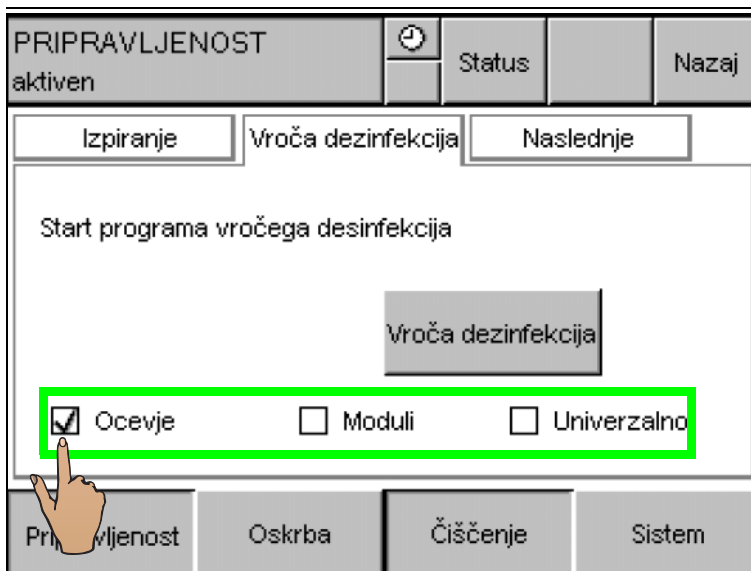 PRIPRAVLJENOST
aktiven
Status
Nazaj
Izpiranje
Vroča dezinfekcija
Naslednje
Start programa vročega desinfekcija
Vroča dezinfekcija
Ocevje
Moduli
Univerzalno
Oskrba
Čiščenje
Sistem